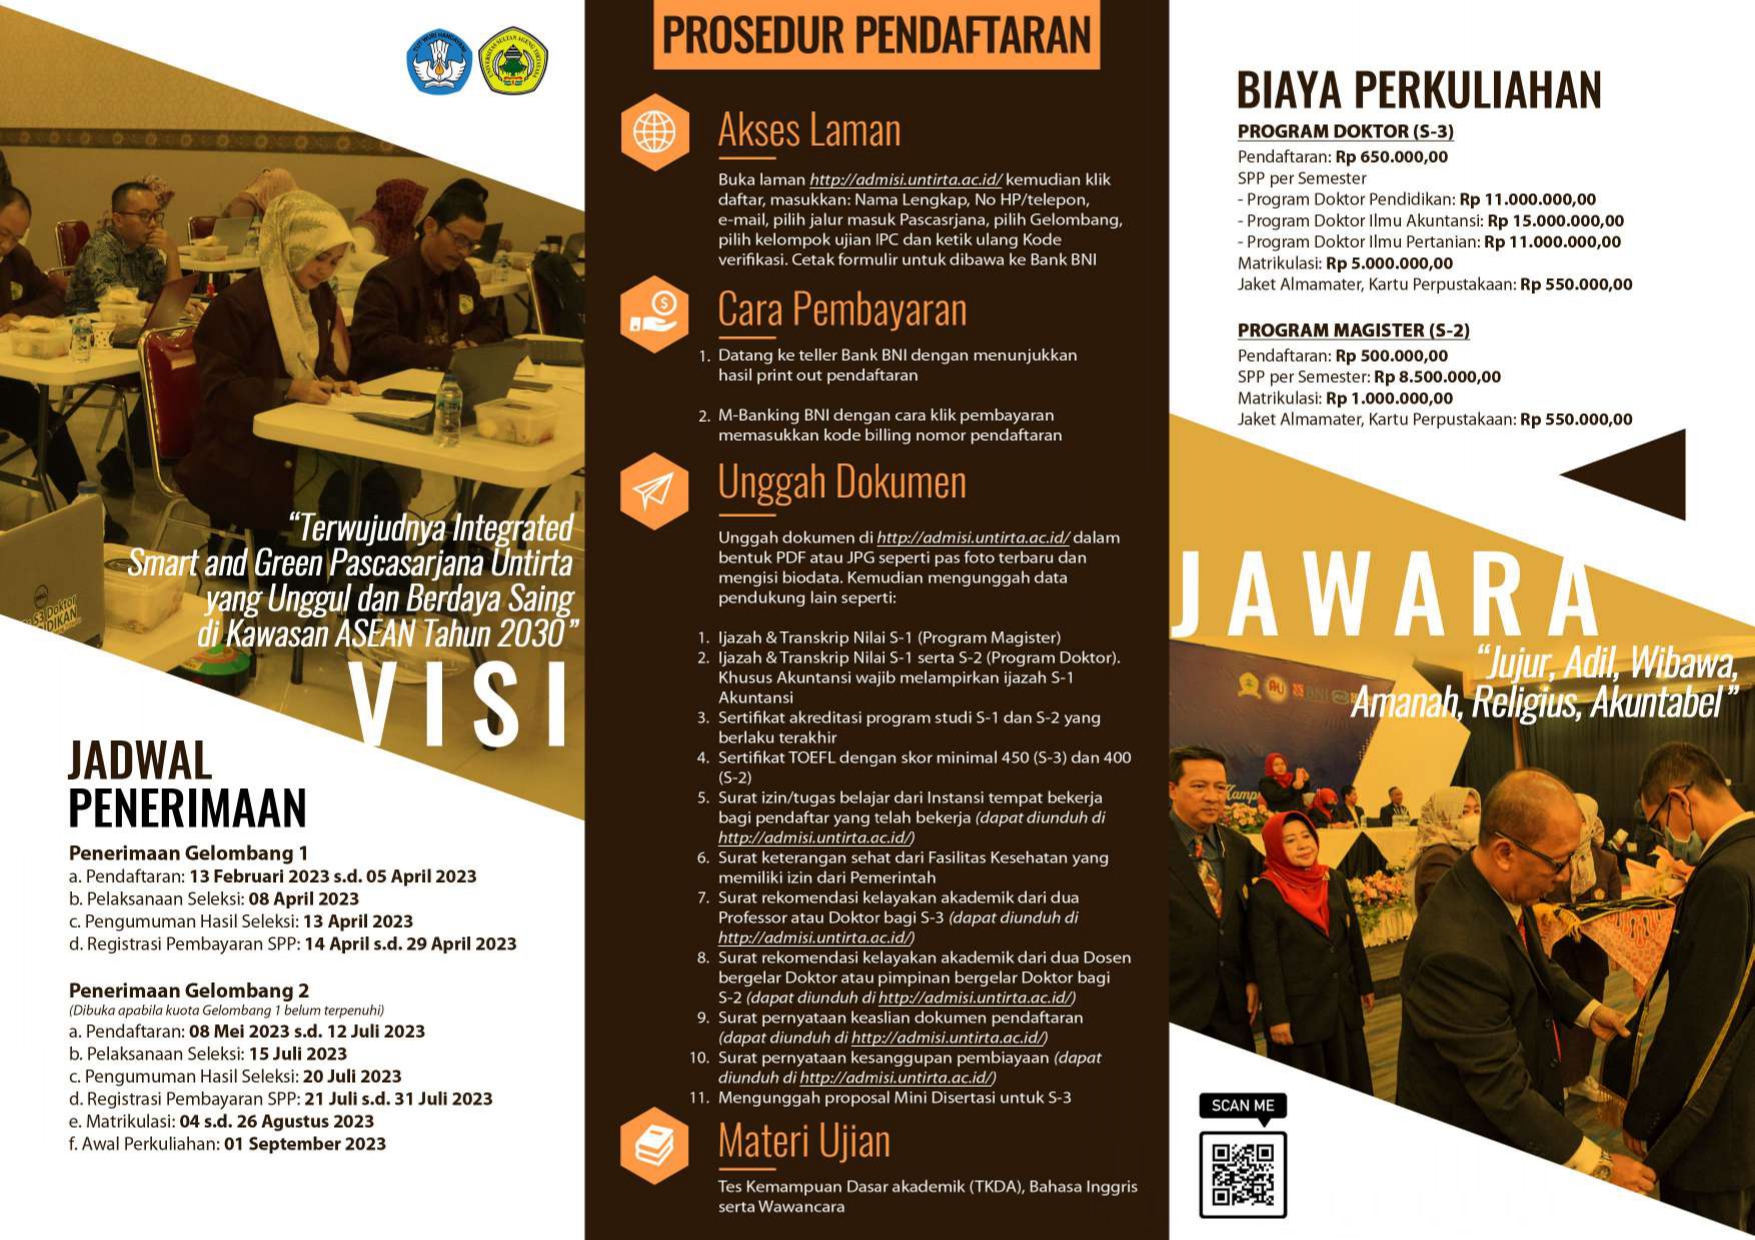 “Terwujudnya Integrated
Smart and Green Pascasarjana Untirta
yang Unggul dan Berdaya Saing
di Kawasan ASEAN Tahun 2030”
VISI
JADWAL
PENERIMAAN
Penerimaan Gelombang 1
a. Pendaftaran: 13 Februari 2023 s.d. 05 April 2023
b. Pelaksanaan Seleksi: 08 April 2023
c. Pengumuman Hasil Seleksi: 13 April 2023
d. Registrasi Pembayaran SPP: 14 April s.d. 29 April 2023
Penerimaan Gelombang 2
(Dibuka apabila kuota Gelombang 1 belum terpenuhi)
a. Pendaftaran: 08 Mei 2023 s.d. 12 Juli 2023
b. Pelaksanaan Seleksi: 15 Juli 2023
c. Pengumuman Hasil Seleksi: 20 Juli 2023
d. Registrasi Pembayaran SPP: 21 Juli s.d. 31 Juli 2023
e. Matrikulasi: 04 s.d. 26 Agustus 2023
f. Awal Perkuliahan: 01 September 2023
PROSEDUR PENDAFTARAN
Akses Laman
Buka laman http://admisi.untirta.ac.id/ kemudian klik
daftar, masukkan: Nama Lengkap, No HP/telepon,
e-mail, pilih jalur masuk Pascasrjana, pilih Gelombang,
pilih kelompok ujian IPC dan ketik ulang Kode
verifikasi. Cetak formulir untuk dibawa ke Bank BNI
Cara Pembayaran
1. Datang ke teller Bank BNI dengan menunjukkan
hasil print out pendaftaran
2. M-Banking BNI dengan cara klik pembayaran
memasukkan kode billing nomor pendaftaran
Unggah Dokumen
Unggah dokumen di http://admisi.untirta.ac.id/ dalam
bentuk PDF atau JPG seperti pas foto terbaru dan
mengisi biodata. Kemudian mengunggah data
pendukung lain seperti:
1. Ijazah & Transkrip Nilai S-1 (Program Magister)
2. Ijazah & Transkrip Nilai S-1 serta S-2 (Program Doktor).
Khusus Akuntansi wajib melampirkan ijazah S-1
Akuntansi
3. Sertifikat akreditasi program studi S-1 dan S-2 yang
berlaku terakhir
4. Sertifikat TOEFL dengan skor minimal 450 (S-3) dan 400
(S-2)
5. Surat izin/tugas belajar dari Instansi tempat bekerja
bagi pendaftar yang telah bekerja (dapat diunduh di
http://admisi.untirta.ac.id/)
6. Surat keterangan sehat dari Fasilitas Kesehatan yang
memiliki izin dari Pemerintah
7. Surat rekomendasi kelayakan akademik dari dua
Professor atau Doktor bagi S-3 (dapat diunduh di
http://admisi.untirta.ac.id/)
8. Surat rekomendasi kelayakan akademik dari dua Dosen
bergelar Doktor atau pimpinan bergelar Doktor bagi
S-2 (dapat diunduh di http://admisi.untirta.ac.id/)
9. Surat pernyataan keaslian dokumen pendaftaran
(dapat diunduh di http://admisi.untirta.ac.id/)
10. Surat pernyataan kesanggupan pembiayaan (dapat
diunduh di http://admisi.untirta.ac.id/)
11. Mengunggah proposal Mini Disertasi untuk S-3
Materi Ujian
Tes Kemampuan Dasar akademik (TKDA), Bahasa Inggris
serta Wawancara
BIAYA PERKULIAHAN
PROGRAM DOKTOR (S-3)
Pendaftaran: Rp 650.000,00
SPP per Semester
- Program Doktor Pendidikan: Rp 11.000.000,00
- Program Doktor Ilmu Akuntansi: Rp 15.000.000,00
- Program Doktor Ilmu Pertanian: Rp 11.000.000,00
Matrikulasi: Rp 5.000.000,00
Jaket Almamater, Kartu Perpustakaan: Rp 550.000,00
PROGRAM MAGISTER (S-2)
Pendaftaran: Rp 500.000,00
SPP per Semester: Rp 8.500.000,00
Matrikulasi: Rp 1.000.000,00
Jaket Almamater, Kartu Perpustakaan: Rp 550.000,00
JAWARA
“Jujur, Adil, Wibawa,
Amanah, Religius, Akuntabel”
SCAN ME